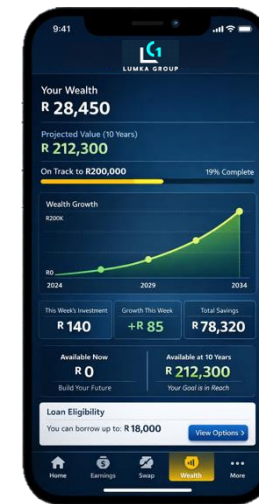 9:41
LUMKA GROUP
Your Wealth
R 28,450
Projected Value (10 Years)
R 212,300
On Track to R200,000 19% Complete
Wealth Growth
R200K
R0
2024 2029 2034
This Week's Investment Growth This Week Total Savings
R 140 +R 85 R 78,320
Available Now Available at 10 Years
R 0 R 212,300
Build Your Future Your Goal is in Reach
Loan Eligibility
You can borrow up to: R 18,000 View Options >
Home Earnings Swap Wealth More